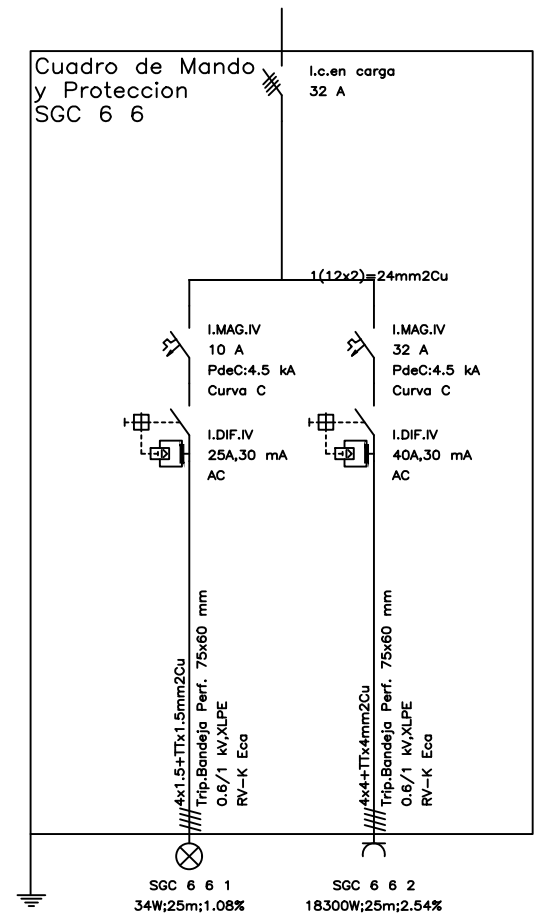 Cuadro de Mando
y Proteccion
SGC 6 6
I.c.en carga
32 A
1(12x2)=24mm2Cu
I.MAG.IV
10 A
PdeC:4.5 kA
Curva C
I.MAG.IV
32 A
PdeC:4.5 kA
Curva C
I.DIF.IV
25A,30 mA
AC
I.DIF.IV
40A,30 mA
AC
4x1.5+TTx1.5mm2Cu
Trip.Bandeja Perf. 75x60 mm
0.6/1 kV,XLPE
RV-K Eca
4x4+TTx4mm2Cu
Trip.Bandeja Perf. 75x60 mm
0.6/1 kV,XLPE
RV-K Eca
SGC 6 6 1
34W;25m;1.08%
SGC 6 6 2
18300W;25m;2.54%